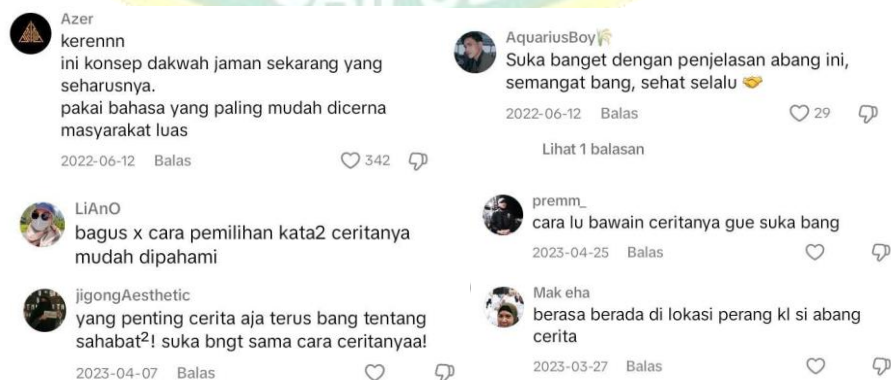 Azer
kerennn
ini konsep dakwah jaman sekarang yang
seharusnya.
pakai bahasa yang paling mudah dicerna
masyarakat luas
2022-06-12 Balas 342
LiAnO
bagus x cara pemilihan kata2 ceritanya
mudah dipahami
jigongAesthetic
yang penting cerita aja terus bang tentang
sahabat²! suka bngt sama cara ceritanyaa!
2023-04-07 Balas
AquariusBoy
Suka banget dengan penjelasan abang ini,
semangat bang, sehat selalu 🤝
2022-06-12 Balas 29
Lihat 1 balasan
premm_
cara lu bawain ceritanya gue suka bang
2023-04-25 Balas
Mak eha
berasa berada di lokasi perang kl si abang
cerita
2023-03-27 Balas